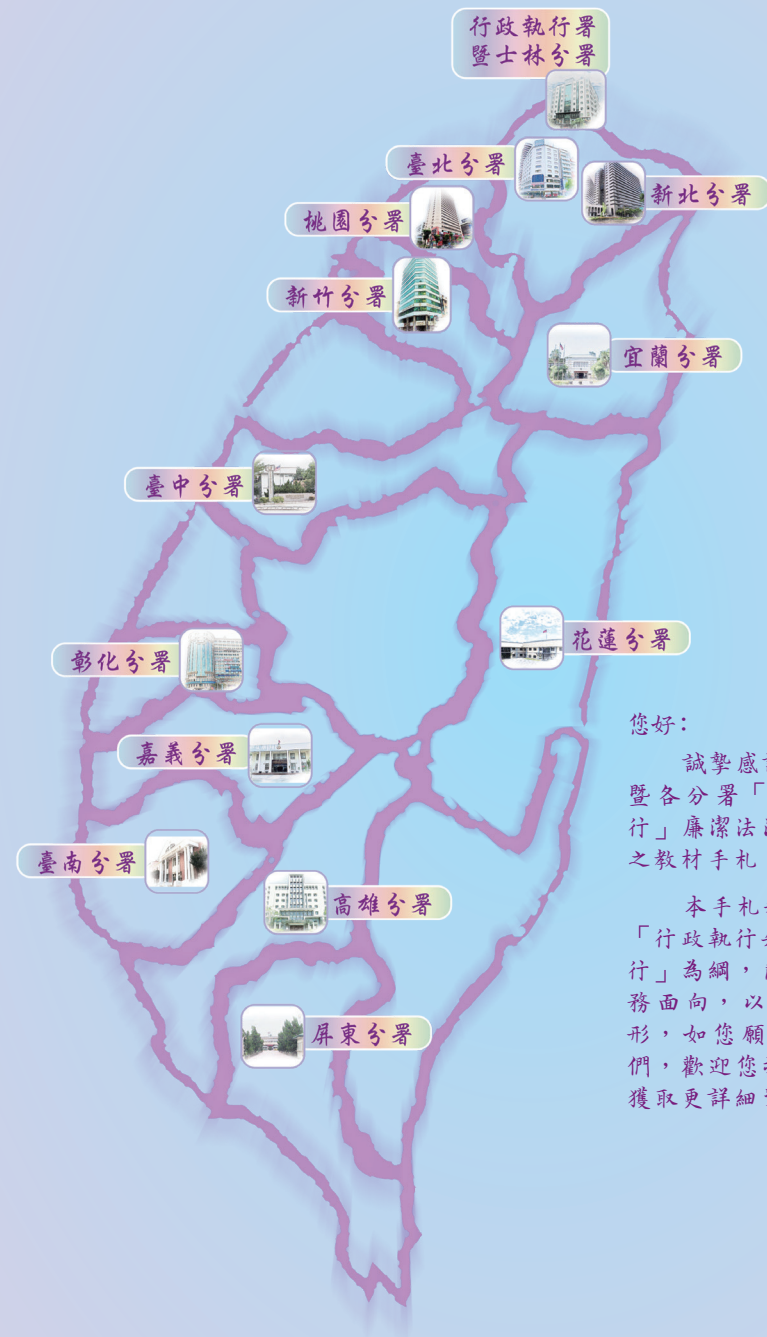 行政執行署
暨士林分署
臺北分署
新北分署
桃園分署
新竹分署
宜蘭分署
臺中分署
花蓮分署
彰化分署
嘉義分署
臺南分署
高雄分署
屏東分署
您好：
誠摯感
暨各分署「
行」廉潔法
之教材手札
本手札
「行政執行
行」為綱，
務面向，以
形，如您願
們，歡迎您
獲取更詳細